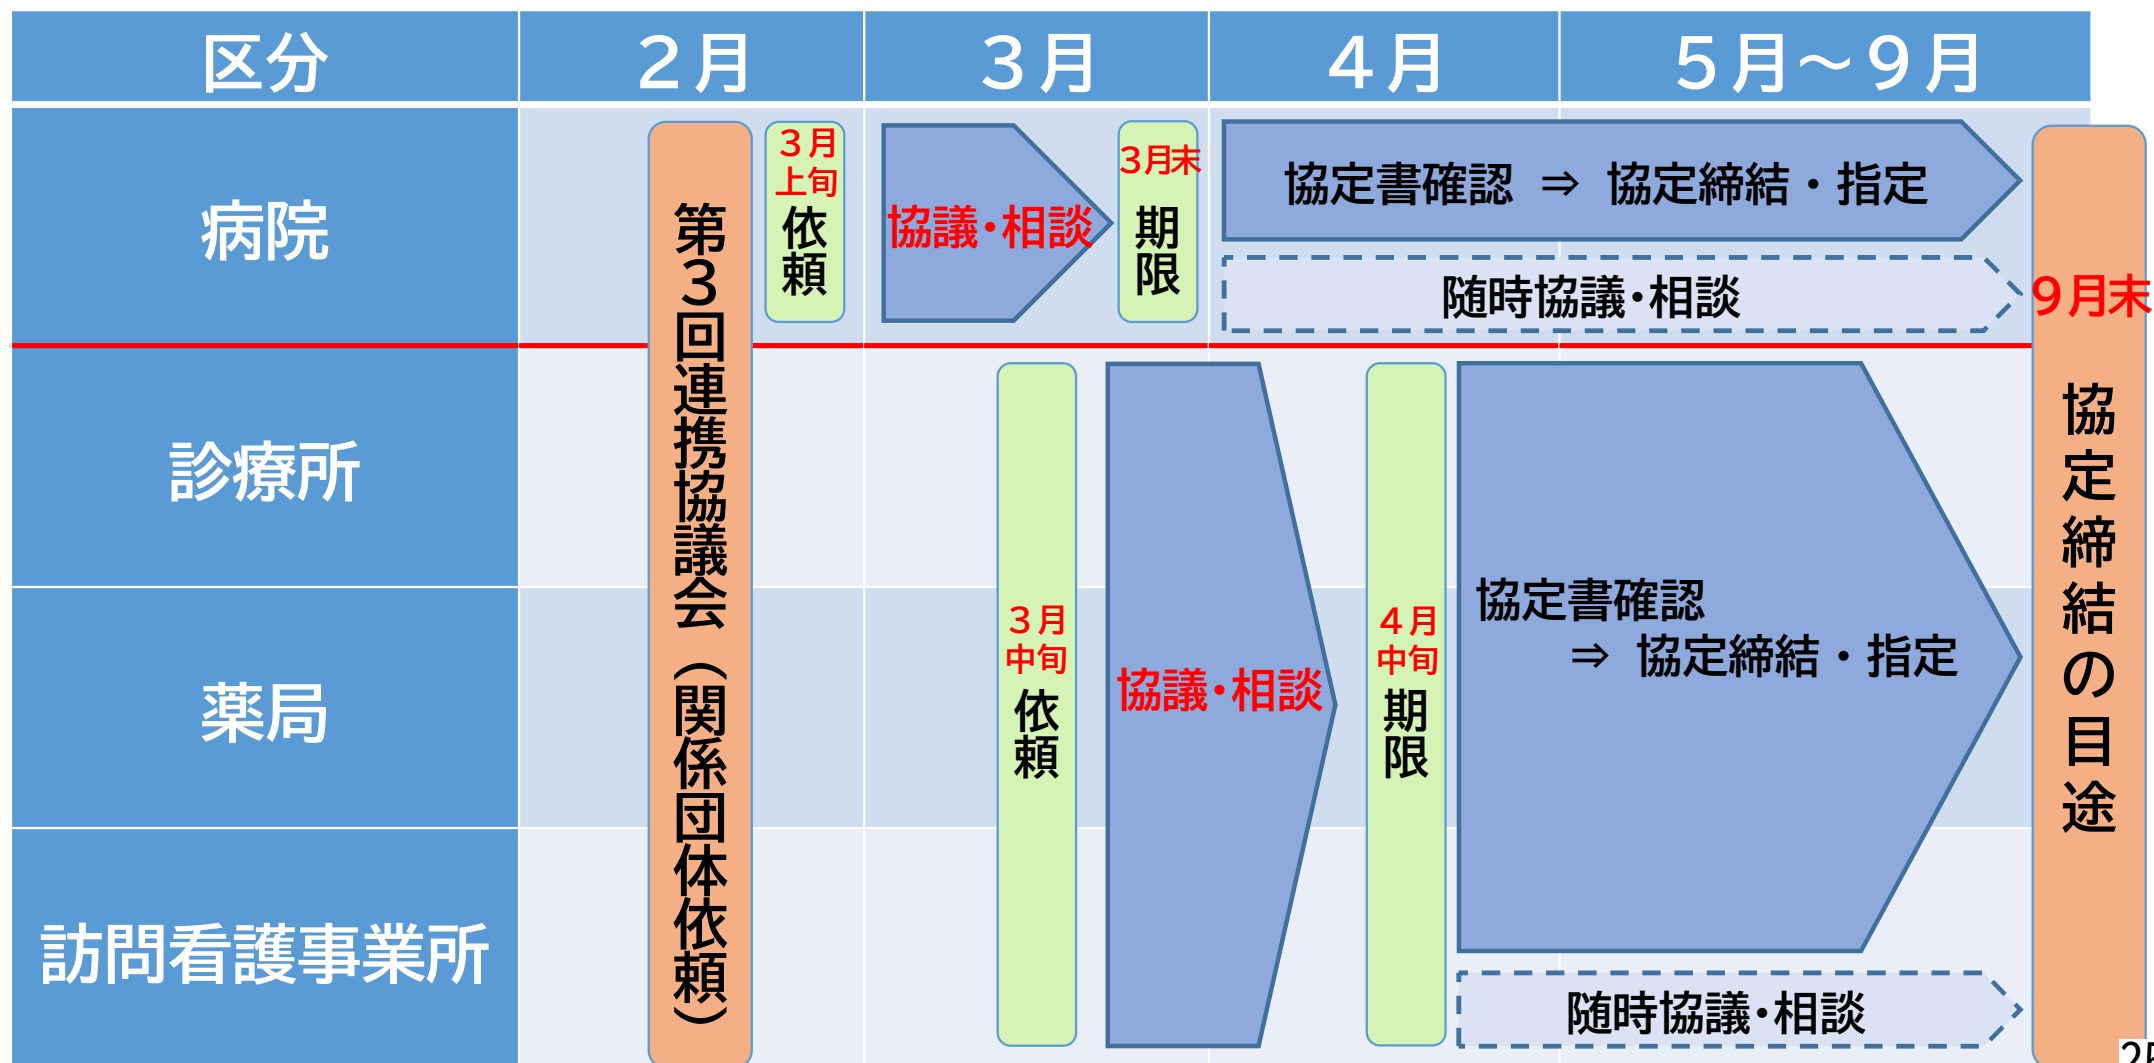 区分
２月
３月
４月
５月～９月
病院
診療所
薬局
訪問看護事業所
第３回連携協議会（関係団体依頼）
３月
上旬
依頼
協議・相談
３月末
期限
協定書確認 ⇒ 協定締結・指定
随時協議・相談
３月
中旬
依頼
協議・相談
４月
中旬
期限
協定書確認
⇒ 協定締結・指定
随時協議・相談
９月末
協定締結の目途